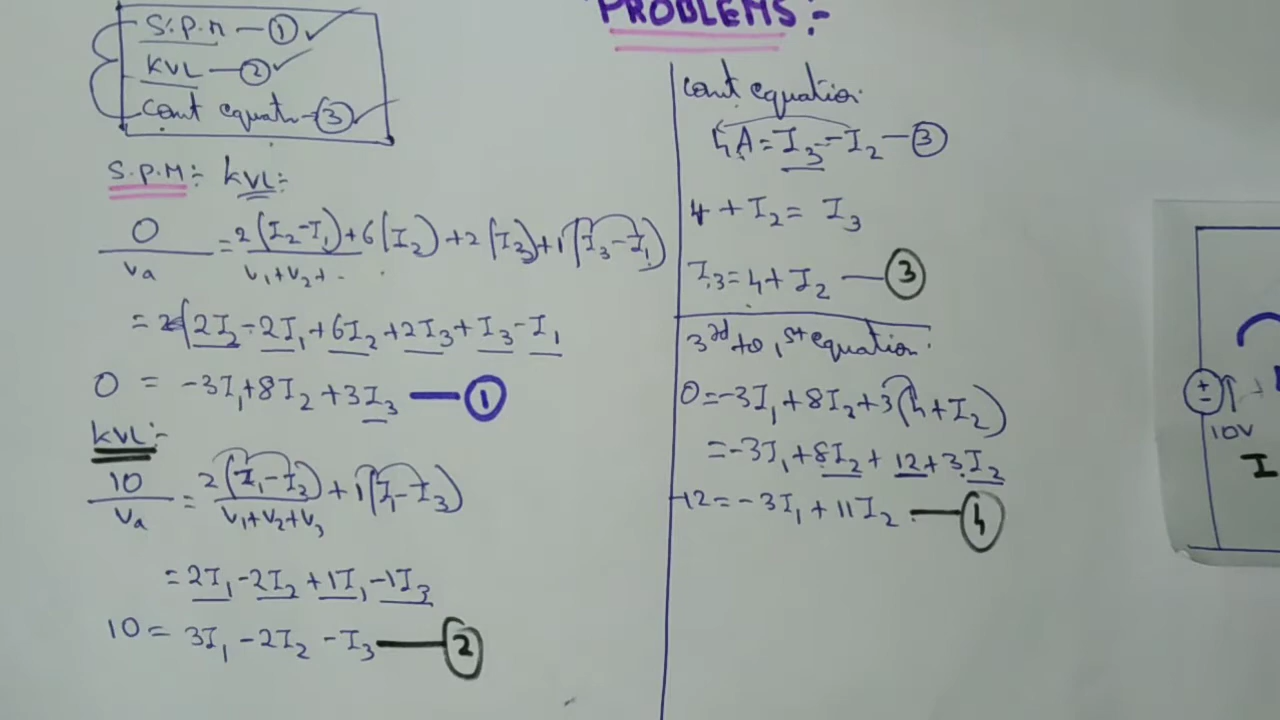 PROBLEMS:-
S.P.M — ①
KVL — ②
Const equatn - ③
S.P.M:- KVL:-
0/Va = 2(I₂-I₁)+6(I₂)+2(I₃)+1(I₃-I₁)/V₁+V₂+..
= 2(2I₂-2I₁+6I₂+2I₃+I₃-I₁
0 = -3I₁+8I₂+3I₃ — ①
KVL:-
10/Va = 2(I₁-I₂)+1(I₁-I₃)/V₁+V₂+V₃
= 2I₁-2I₂+1I₁-1I₃
10 = 3I₁-2I₂-I₃ — ②
Const equation:
4A = I₃-I₂ — ③
4+I₂ = I₃
I₃ = 4+I₂ — ③
3rd to 1st equation:
0 = -3I₁+8I₂+3(4+I₂)
= -3I₁+8I₂+12+3I₂
-12 = -3I₁+11I₂ — ④
+
-
10V
I